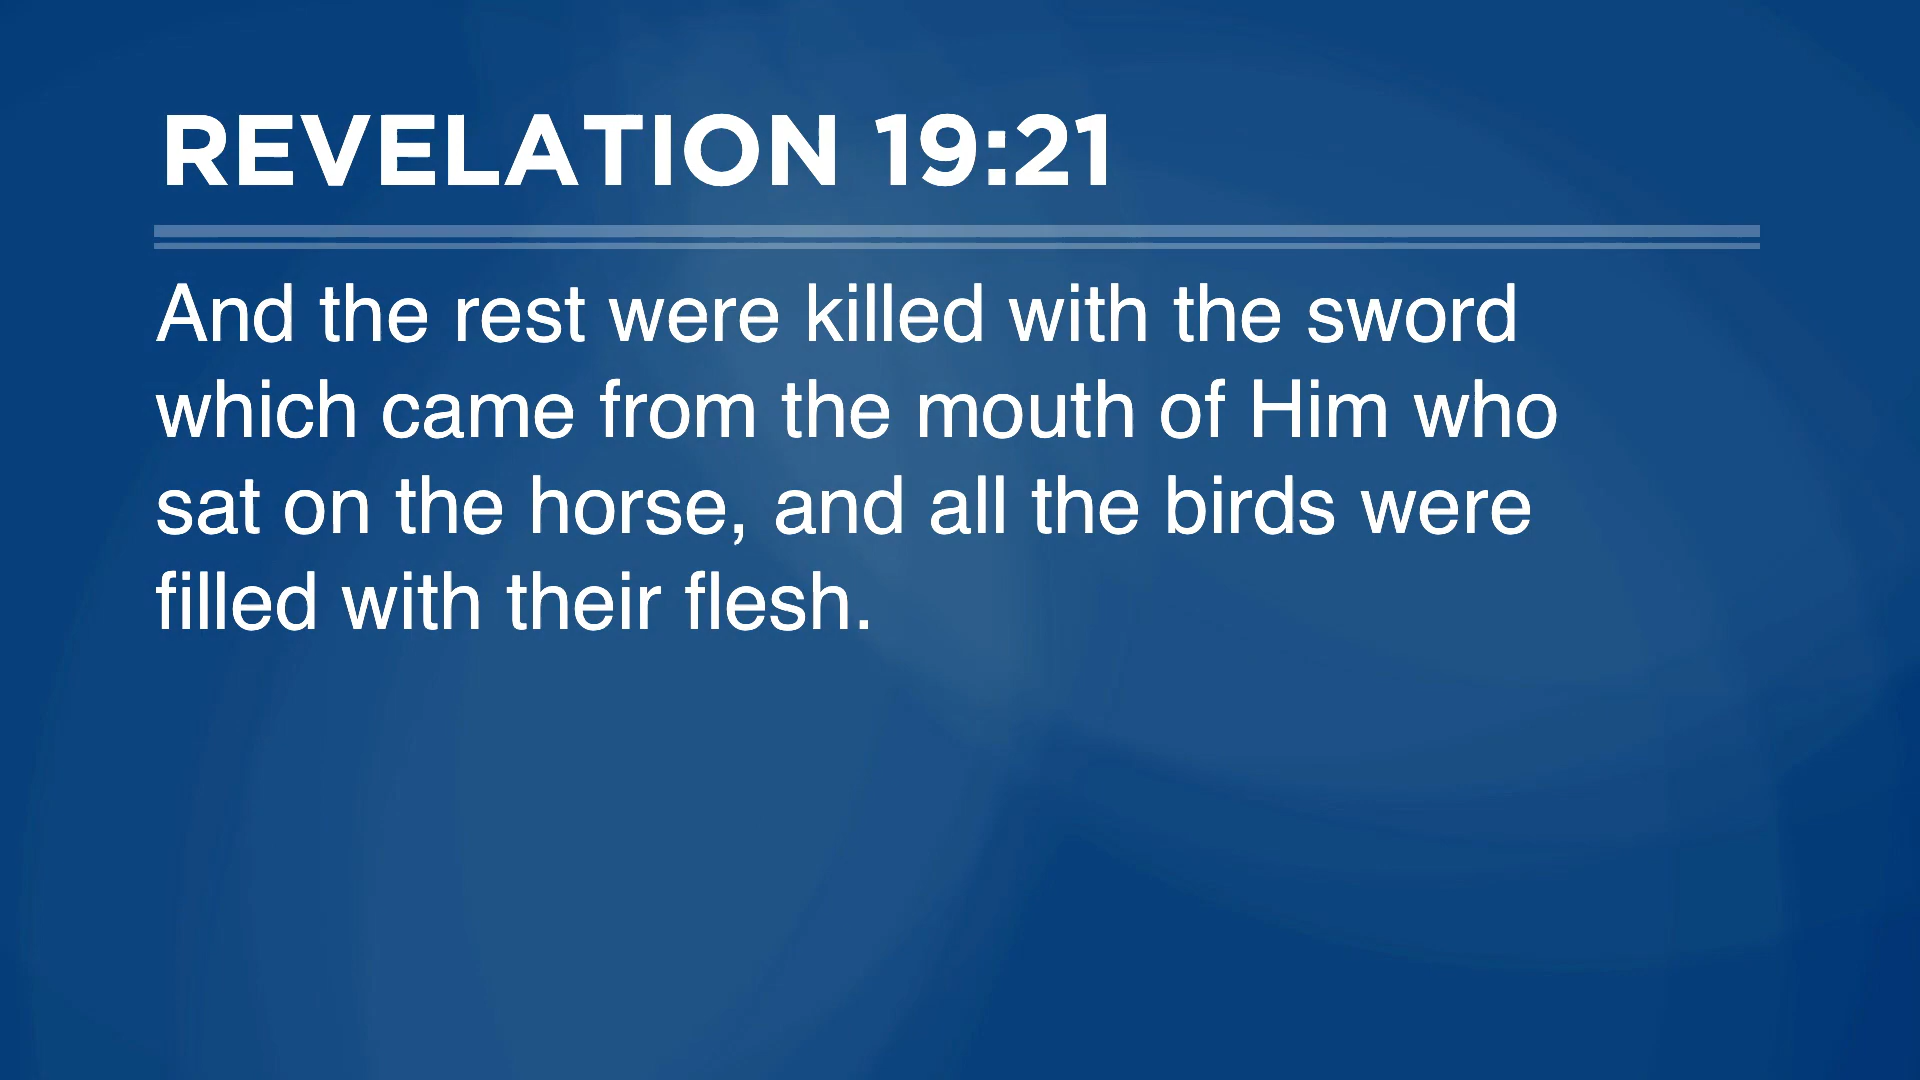 REVELATION 19:21
And the rest were killed with the sword
which came from the mouth of Him who
sat on the horse, and all the birds were
filled with their flesh.